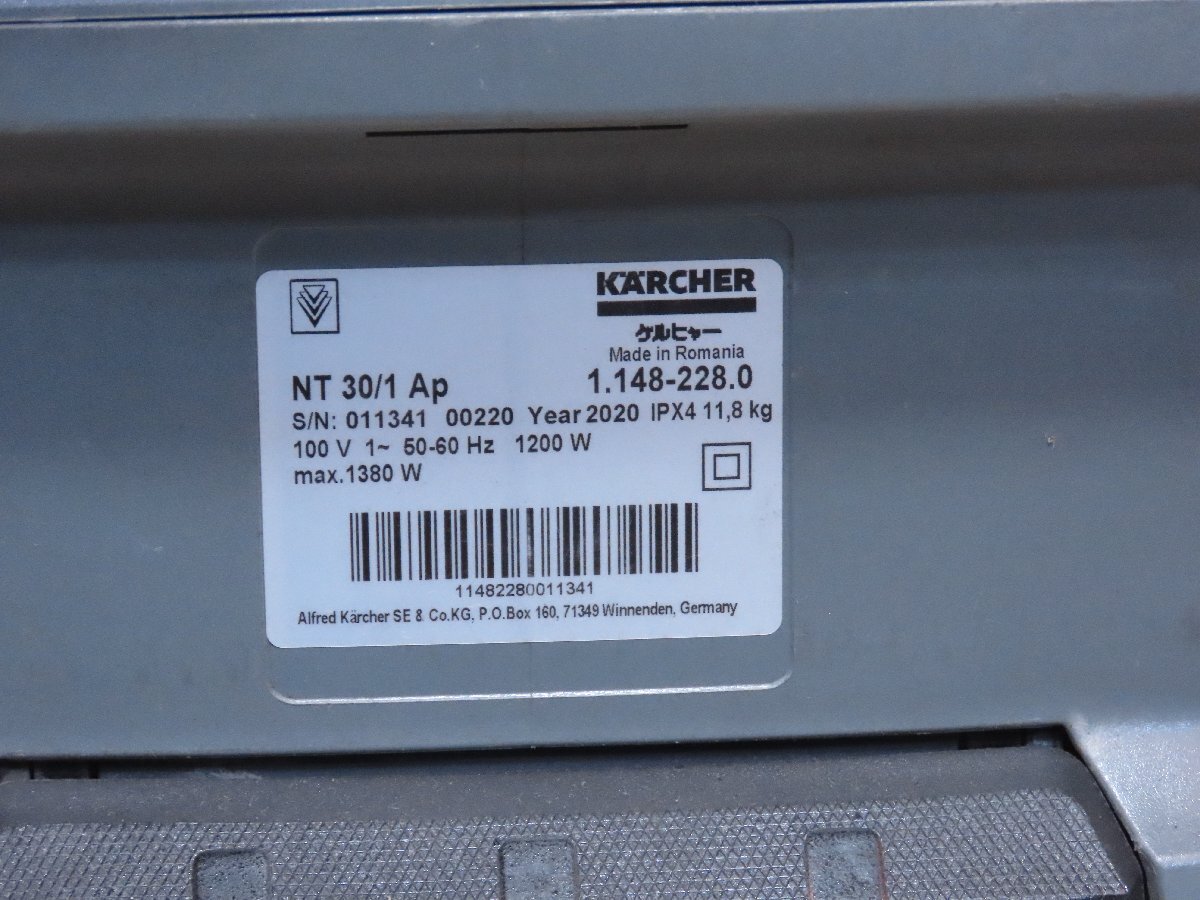 KÄRCHER
ケルヒャー
Made in Romania
NT 30/1 Ap 1.148-228.0
S/N: 011341 00220 Year 2020 IPX4 11,8 kg
100 V 1~ 50-60 Hz 1200 W
max.1380 W
11482280011341
Alfred Kärcher SE & Co.KG, P.O.Box 160, 71349 Winnenden, Germany